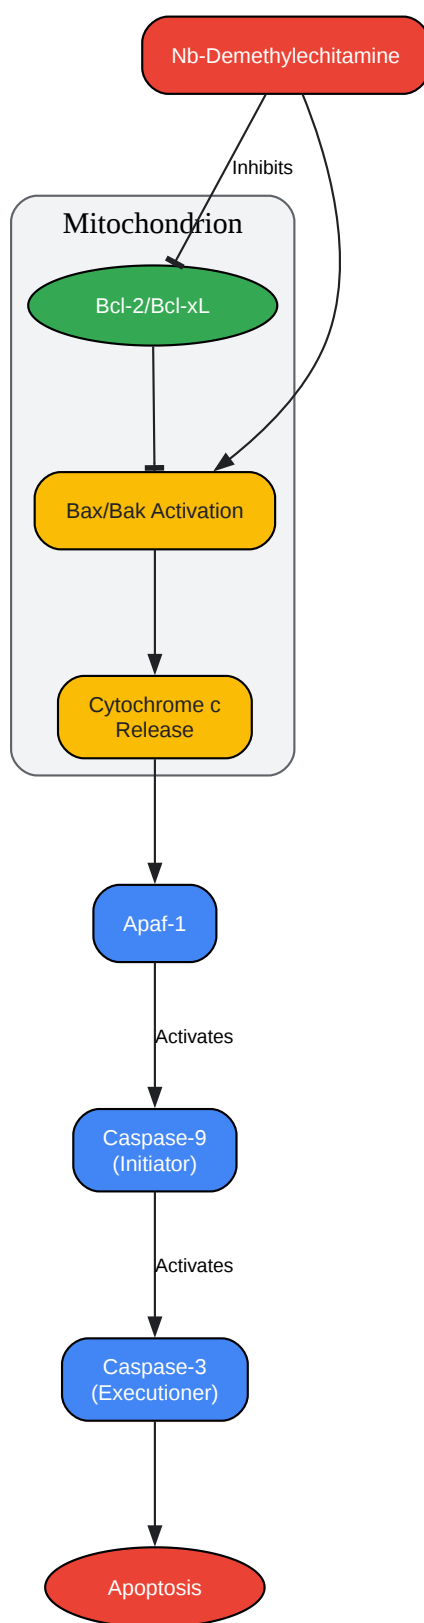 Nb-Demethylechitamine
Inhibits
Mitochondrion
Bcl-2/Bcl-xL
Bax/Bak Activation
Cytochrome c
Release
Apaf-1
Activates
Caspase-9
(Initiator)
Activates
Caspase-3
(Executioner)
Apoptosis